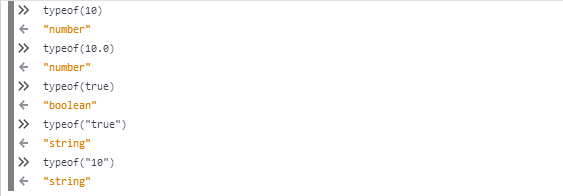 typeof(10)
"number"
typeof(10.0)
"number"
typeof(true)
"boolean"
typeof("true")
"string"
typeof("10")
"string"